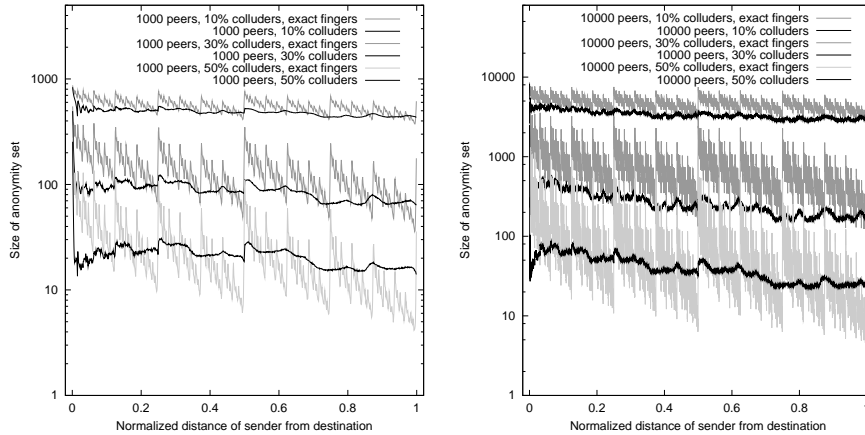 1000 peers, 10% colluders, exact fingers
1000 peers, 10% colluders
1000 peers, 30% colluders, exact fingers
1000 peers, 30% colluders
1000 peers, 50% colluders, exact fingers
1000 peers, 50% colluders
1000
100
10
1
Size of anonymity set
0 0.2 0.4 0.6 0.8 1
Normalized distance of sender from destination
10000 peers, 10% colluders, exact fingers
10000 peers, 10% colluders
10000 peers, 30% colluders, exact fingers
10000 peers, 30% colluders
10000 peers, 50% colluders, exact fingers
10000 peers, 50% colluders
10000
1000
100
10
1
Size of anonymity set
0 0.2 0.4 0.6 0.8 1
Normalized distance of sender from destination